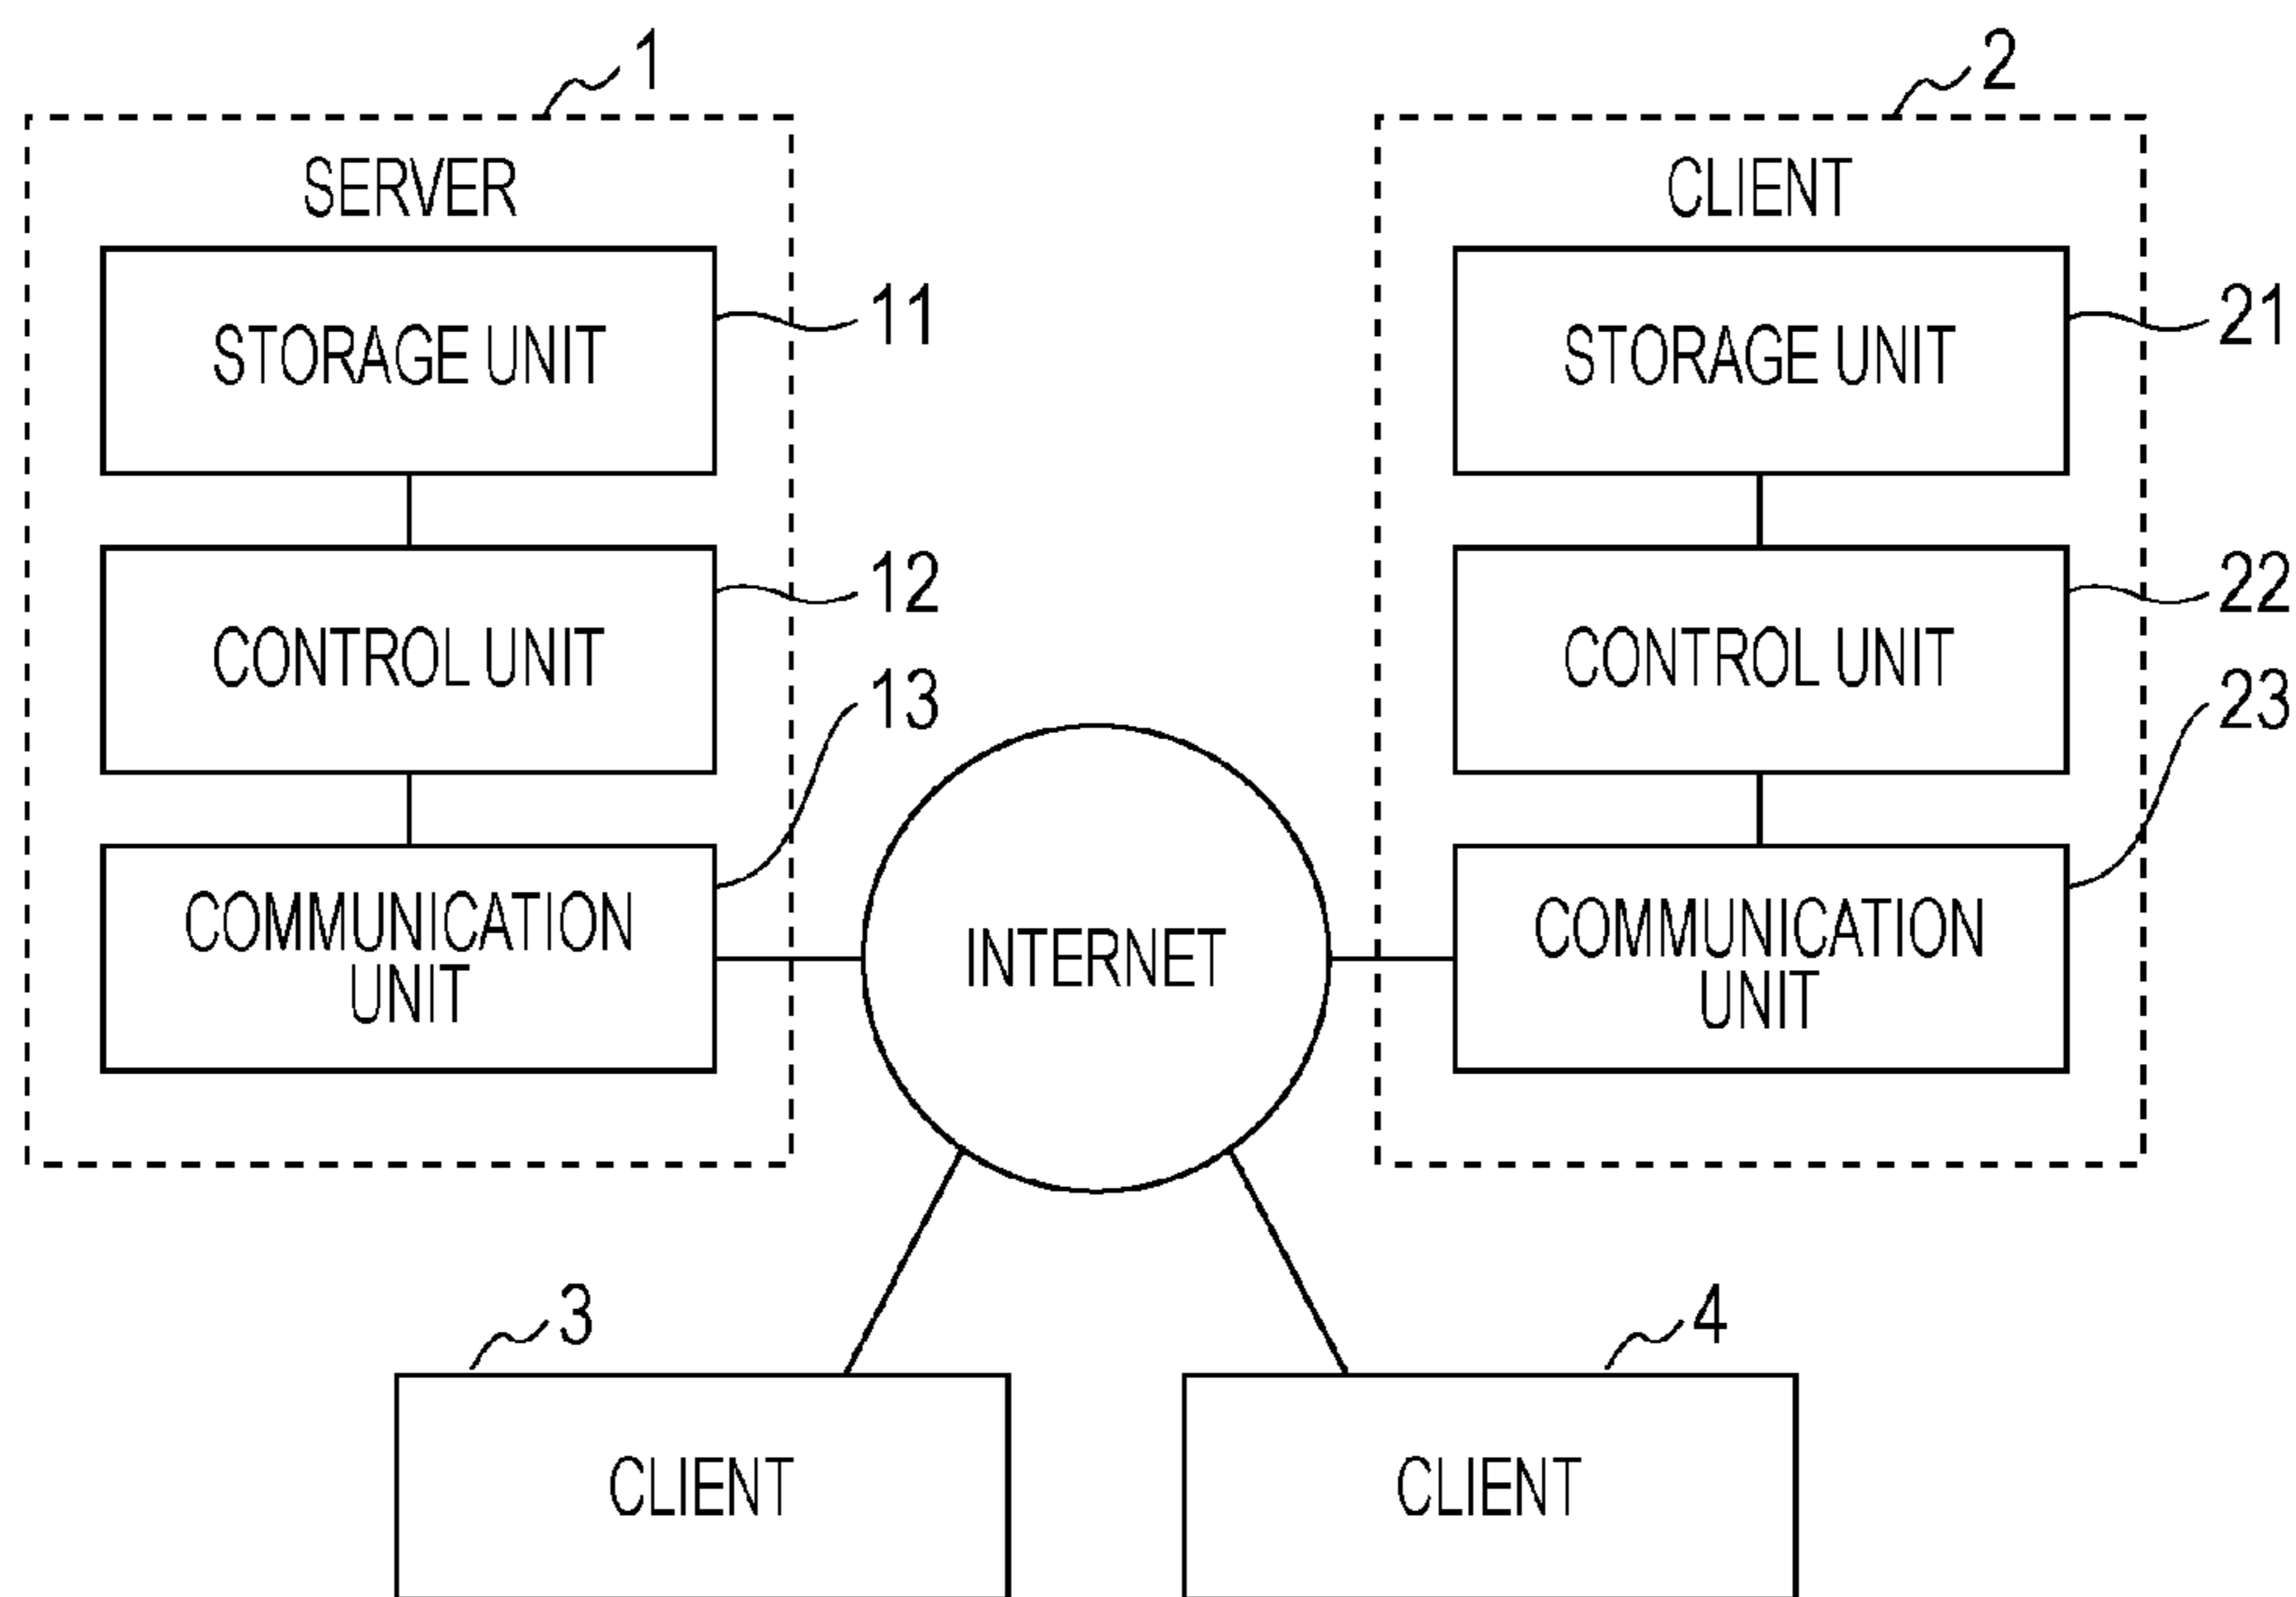 1
2
SERVER
CLIENT
STORAGE UNIT
11
STORAGE UNIT
21
CONTROL UNIT
12
CONTROL UNIT
22
13
23
COMMUNICATION
UNIT
INTERNET
COMMUNICATION
UNIT
3
4
CLIENT
CLIENT